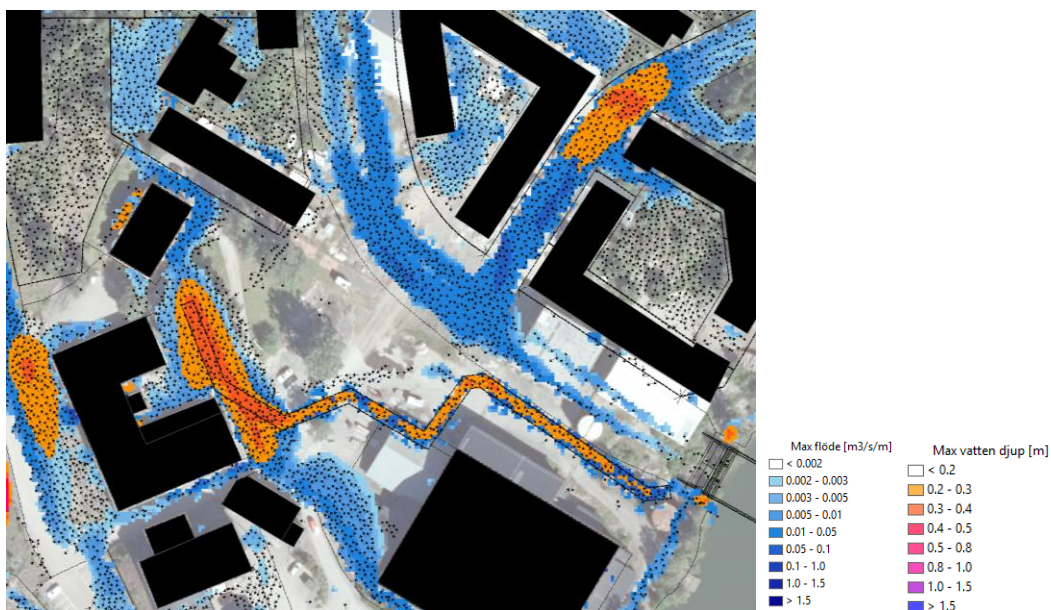 Max flöde [m3/s/m]
< 0.002
0.002 - 0.003
0.003 - 0.005
0.005 - 0.01
0.01 - 0.05
0.05 - 0.1
0.1 - 1.0
1.0 - 1.5
> 1.5
Max vatten djup [m]
< 0.2
0.2 - 0.3
0.3 - 0.4
0.4 - 0.5
0.5 - 0.8
0.8 - 1.0
1.0 - 1.5
> 1.5